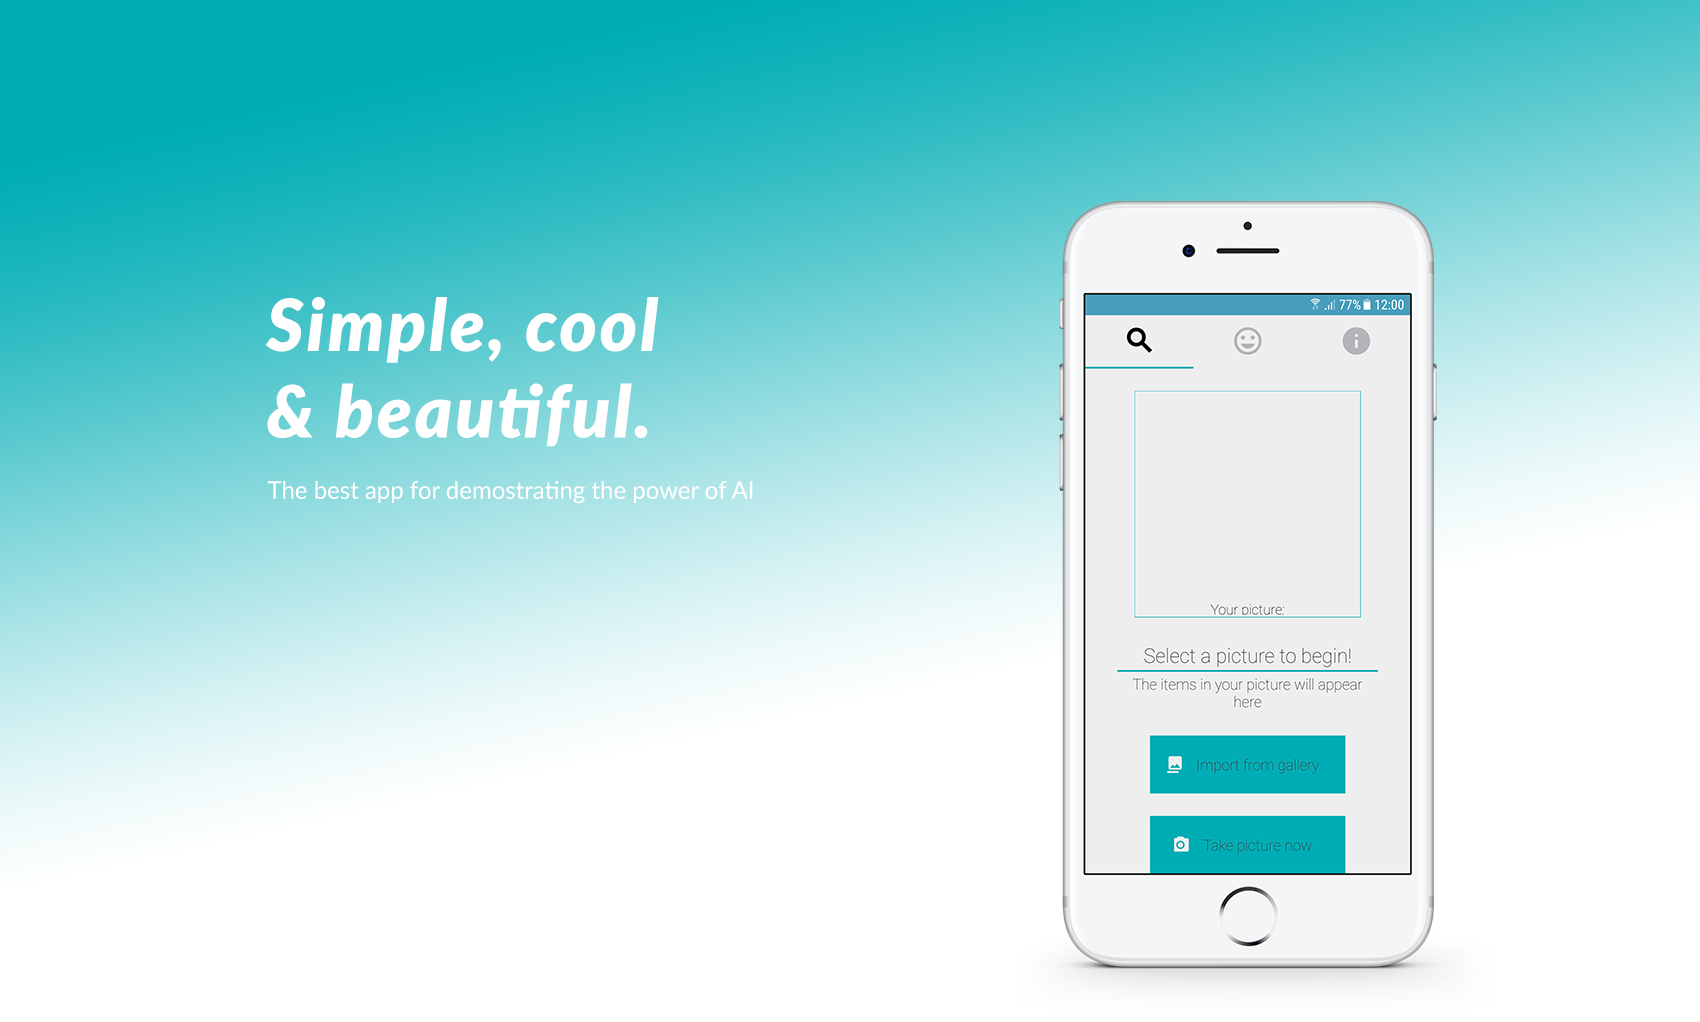 Simple, cool
& beautiful.
The best app for demostrating the power of AI
77% 12:00
Your picture:
Select a picture to begin!
The items in your picture will appear
here
Import from gallery
Take picture now